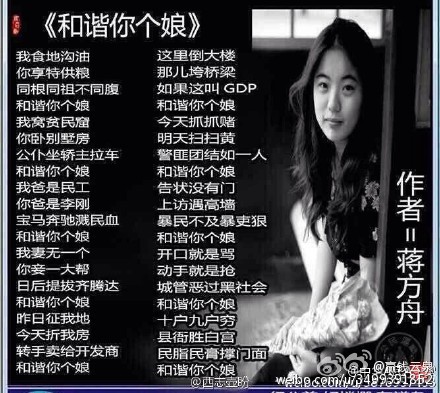 《和谐你个娘》
我食地沟油
你享特供粮
同根同祖不同腹
和谐你个娘
我窝贫民窟
你卧别墅房
公仆坐轿主拉车
和谐你个娘
我爸是民工
你爸是李刚
宝马奔驰溅民血
和谐你个娘
我妻无一个
你妾一大帮
日后提拔齐腾达
和谐你个娘
昨日征我地
今天折我房
转手卖给开发商
和谐你个娘
这里倒大楼
那儿垮桥梁
如果这叫GDP
和谐你个娘
今天抓抓赌
明天扫扫黄
警匪团结如一人
和谐你个娘
告状没有门
上访遇高墙
暴民不及暴吏狠
和谐你个娘
开口就是骂
动手就是抢
城管恶过黑社会
和谐你个娘
十户九户穷
县衙胜白宫
民脂民膏撑门面
和谐你个娘
作者=蒋方舟